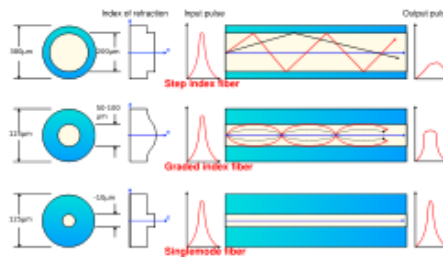 Index of refraction Input pulse Output pulse
380µm 200µm
Step index fiber
50-100
µm
125µm
Graded index fiber
~10µm
125µm
Singlemode fiber